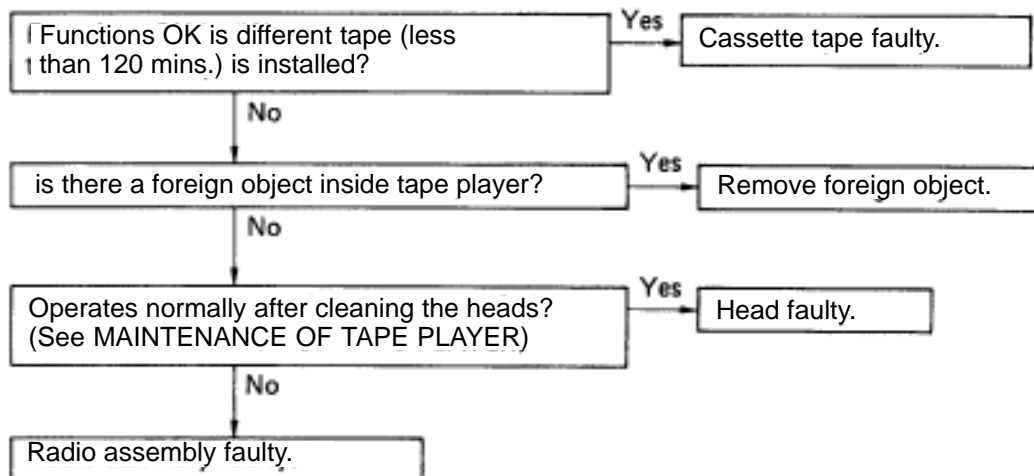 Functions OK is different tape (less
than 120 mins.) is installed?
Yes
Cassette tape faulty.
No
is there a foreign object inside tape player?
Yes
Remove foreign object.
No
Operates normally after cleaning the heads?
(See MAINTENANCE OF TAPE PLAYER)
Yes
Head faulty.
No
Radio assembly faulty.